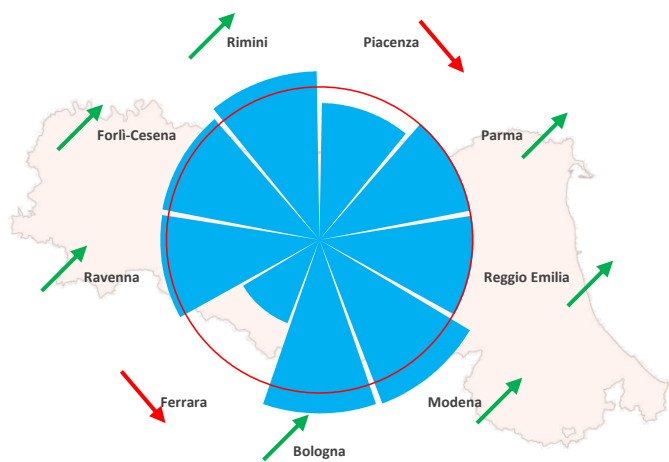 Rimini
Piacenza
Forlì-Cesena
Parma
Ravenna
Reggio Emilia
Ferrara
Modena
Bologna